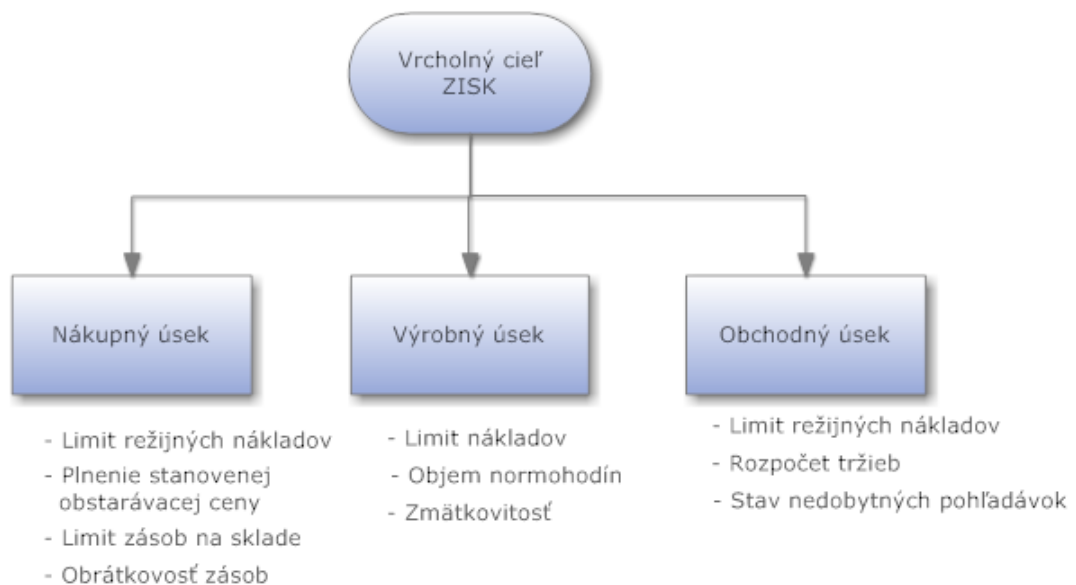 Vrcholný cieľ
ZISK
Nákupný úsek
Výrobný úsek
Obchodný úsek
- Limit režijných nákladov
- Plnenie stanovenej
obstarávacej ceny
- Limit zásob na sklade
- Obrátkovosť zásob
- Limit nákladov
- Objem normohodín
- Zmätkovitosť
- Limit režijných nákladov
- Rozpočet tržieb
- Stav nedobytných pohľadávok